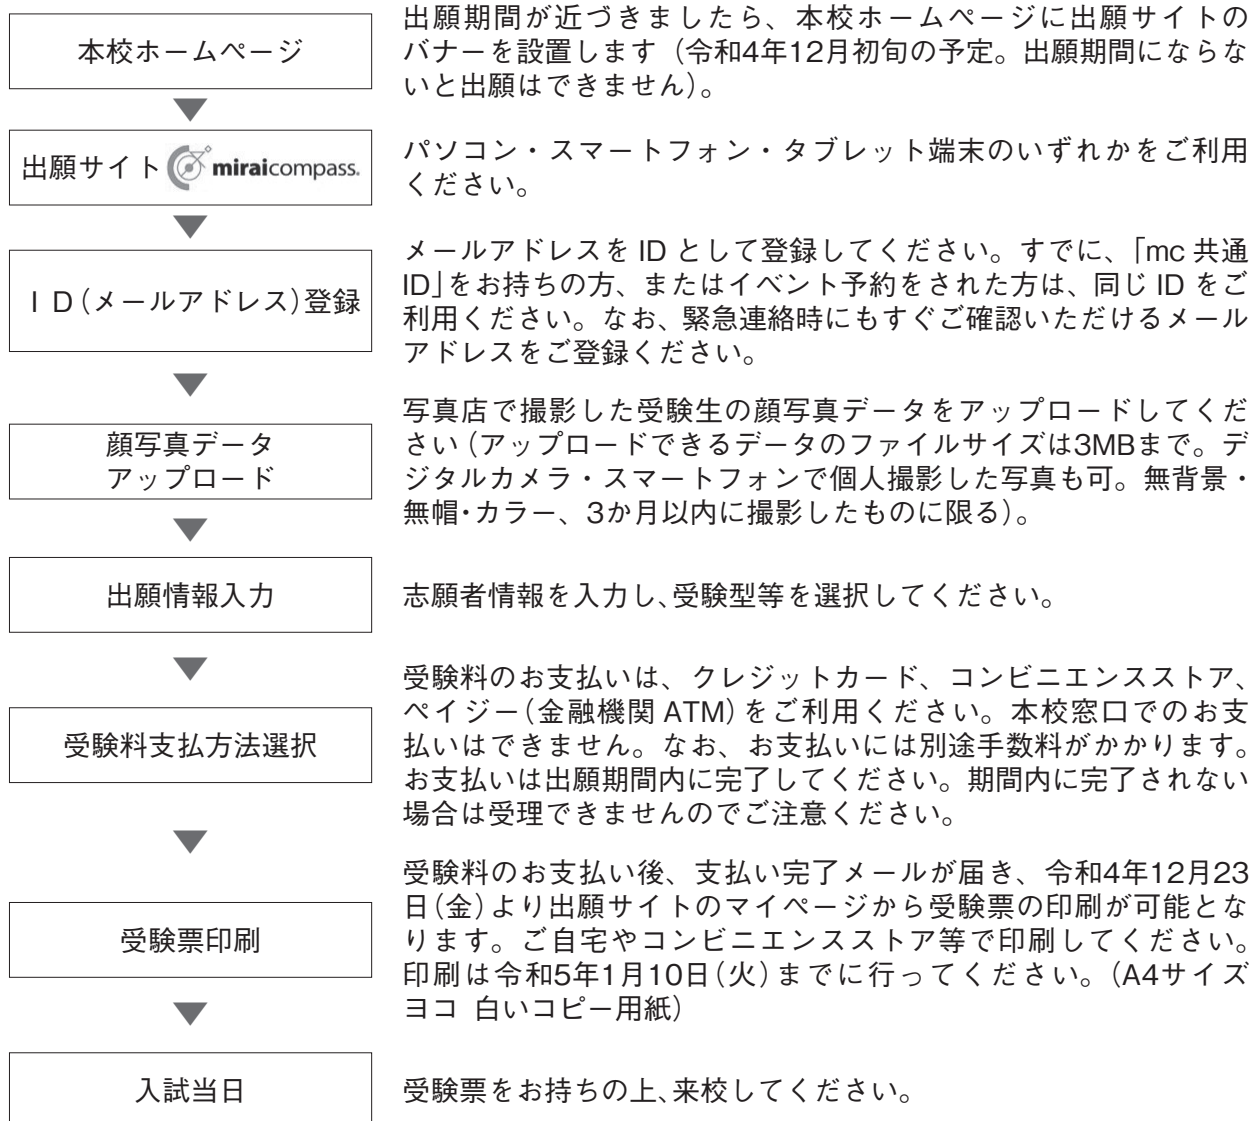 本校ホームページ
出願期間が近づきましたら、本校ホームページに出願サイトの
バナーを設置します（令和4年12月初旬の予定。出願期間にならな
いと出願はできません）。
出願サイト miraicompass.
パソコン・スマートフォン・タブレット端末のいずれかをご利用
ください。
ＩＤ（メールアドレス）登録
メールアドレスを ID として登録してください。すでに、「mc 共通
ID」をお持ちの方、またはイベント予約をされた方は、同じ ID をご
利用ください。なお、緊急連絡時にもすぐご確認いただけるメール
アドレスをご登録ください。
顔写真データ
アップロード
写真店で撮影した受験生の顔写真データをアップロードしてくだ
さい（アップロードできるデータのファイルサイズは3MBまで。デ
ジタルカメラ・スマートフォンで個人撮影した写真も可。無背景・
無帽・カラー、3か月以内に撮影したものに限る）。
出願情報入力
志願者情報を入力し、受験型等を選択してください。
受験料支払方法選択
受験料のお支払いは、クレジットカード、コンビニエンスストア、
ペイジー（金融機関 ATM）をご利用ください。本校窓口でのお支
払いはできません。なお、お支払いには別途手数料がかかります。
お支払いは出願期間内に完了してください。期間内に完了されない
場合は受理できませんのでご注意ください。
受験票印刷
受験料のお支払い後、支払い完了メールが届き、令和4年12月23
日（金）より出願サイトのマイページから受験票の印刷が可能とな
ります。ご自宅やコンビニエンスストア等で印刷してください。
印刷は令和5年1月10日（火）までに行ってください。（A4サイズ
ヨコ 白いコピー用紙）
入試当日
受験票をお持ちの上、来校してください。